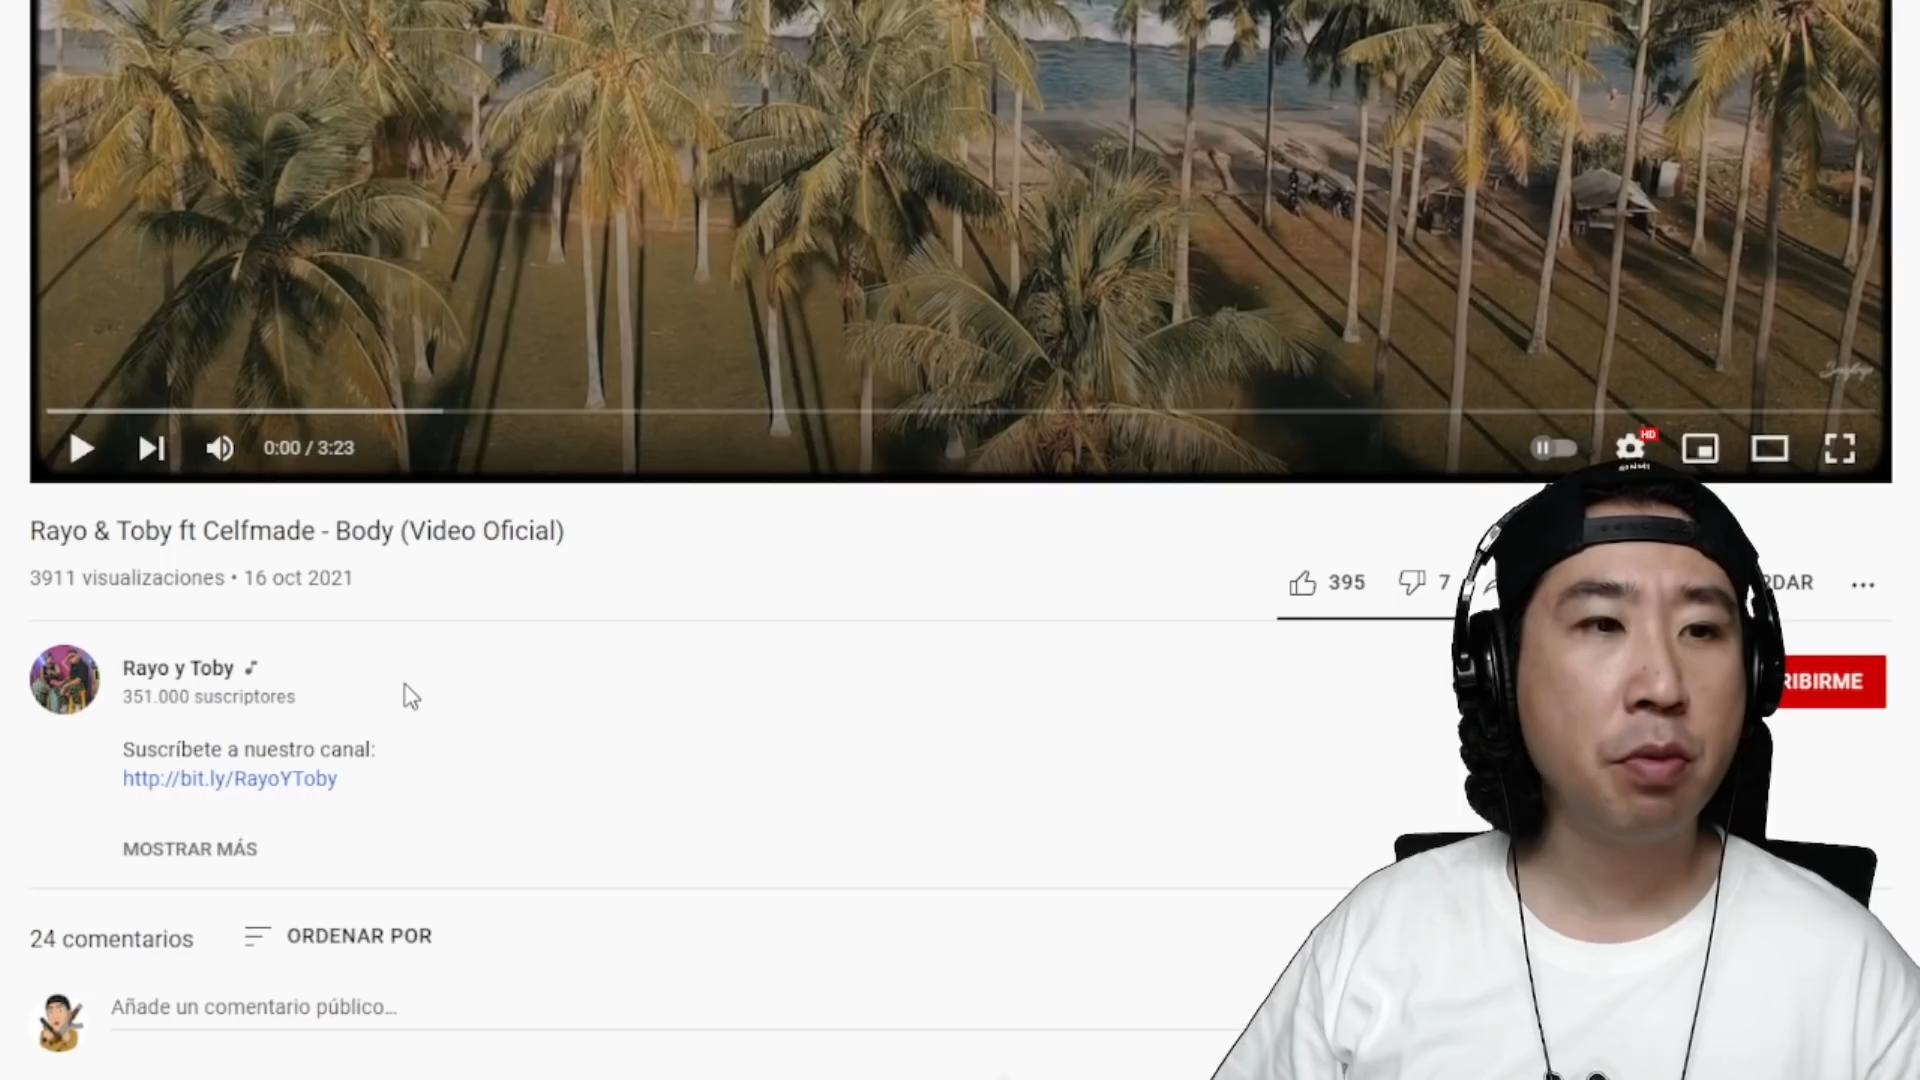 0:00 / 3:23
HD
Rayo & Toby ft Celfmade - Body (Video Oficial)
3911 visualizaciones • 16 oct 2021
395
7
RDAR
Rayo y Toby
351.000 suscriptores
RIBIRME
Suscríbete a nuestro canal:
http://bit.ly/RayoYToby
MOSTRAR MÁS
24 comentarios
ORDENAR POR
Añade un comentario público...